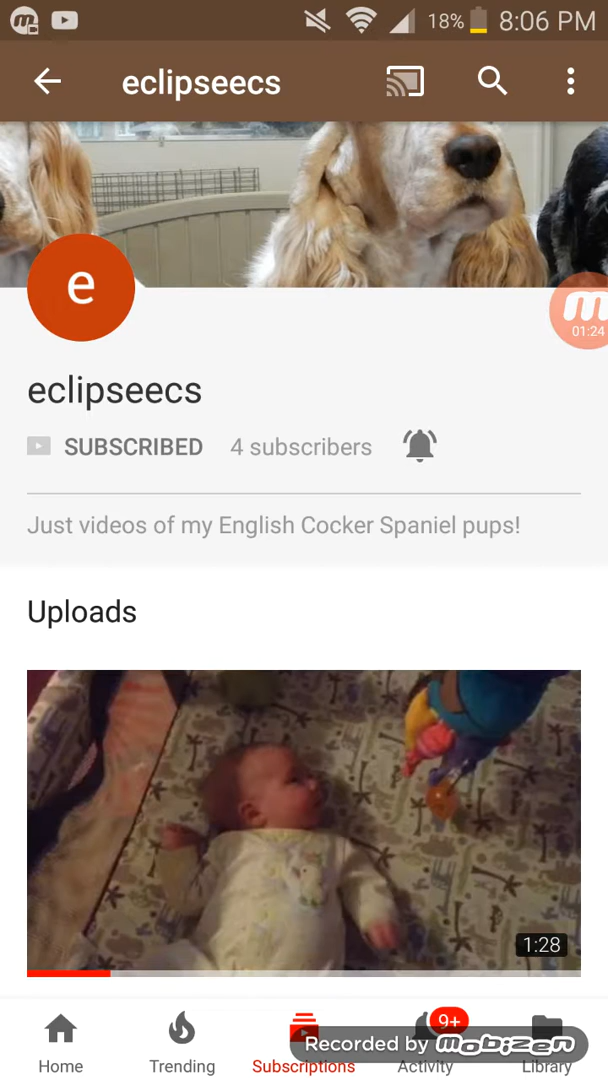 18% 8:06 PM
eclipseecs
e
01:24
eclipseecs
SUBSCRIBED 4 subscribers
Just videos of my English Cocker Spaniel pups!
Uploads
1:28
9+
Recorded by mobizen
Home Trending Subscriptions Activity Library